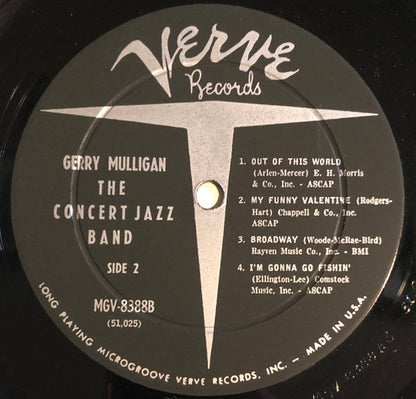 Verve
Records
GERRY MULLIGAN
THE
CONCERT JAZZ
BAND
SIDE 2
MGV-8388B
(51,025)
1. OUT OF THIS WORLD
(Arlen-Mercer) E. H. Morris
& Co., Inc. - ASCAP
2. MY FUNNY VALENTINE (Rodgers-
Hart) Chappell & Co., Inc.
ASCAP
3. BROADWAY (Woode-McRae-Bird)
Rayven Music Co., Inc. - BMI
4. I'M GONNA GO FISHIN'
(Ellington-Lee) Comstock
Music, Inc. - ASCAP
LONG PLAYING MICROGROOVE VERVE RECORDS, INC. – MADE IN U.S.A.